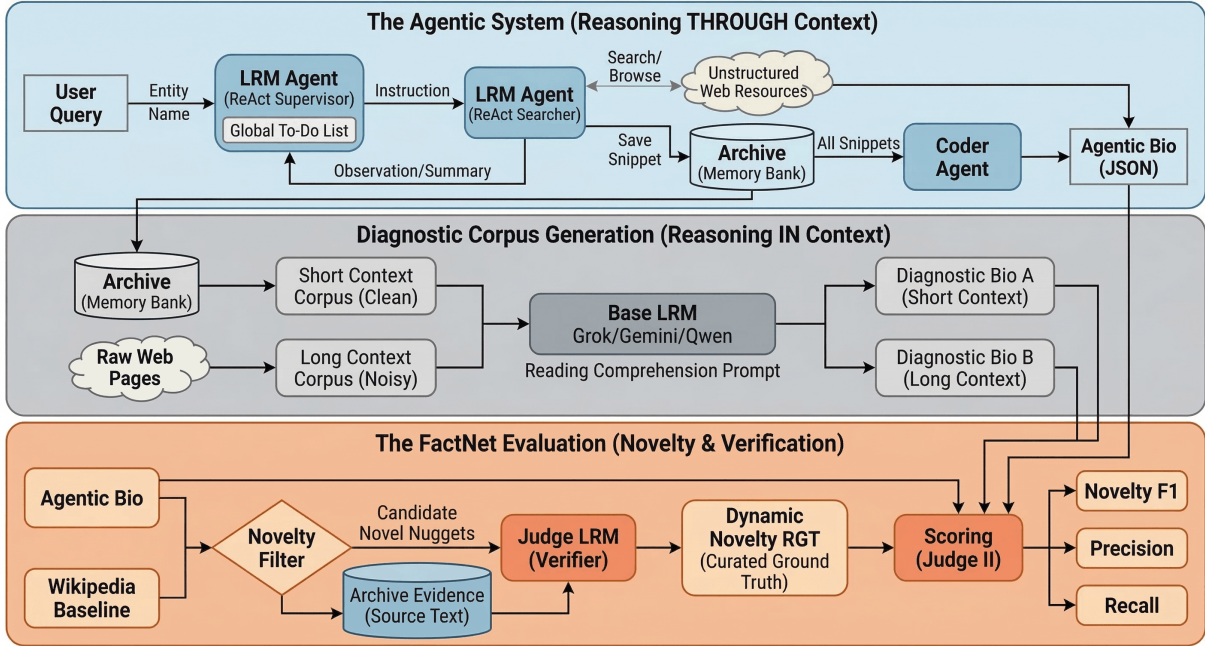 The Agentic System (Reasoning THROUGH Context)
User
Query
Entity
Name
LRM Agent
(ReAct Supervisor)
Global To-Do List
Instruction
LRM Agent
(ReAct Searcher)
Search/
Browse
Unstructured
Web Resources
Observation/Summary
Save
Snippet
Archive
(Memory Bank)
All Snippets
Coder
Agent
Agentic Bio
(JSON)
Diagnostic Corpus Generation (Reasoning IN Context)
Archive
(Memory Bank)
Short Context
Corpus (Clean)
Raw Web
Pages
Long Context
Corpus (Noisy)
Base LRM
Grok/Gemini/Qwen
Reading Comprehension Prompt
Diagnostic Bio A
(Short Context)
Diagnostic Bio B
(Long Context)
The FactNet Evaluation (Novelty & Verification)
Agentic Bio
Wikipedia
Baseline
Novelty
Filter
Candidate
Novel Nuggets
Archive Evidence
(Source Text)
Judge LRM
(Verifier)
Dynamic
Novelty RGT
(Curated Ground
Truth)
Scoring
(Judge II)
Novelty F1
Precision
Recall